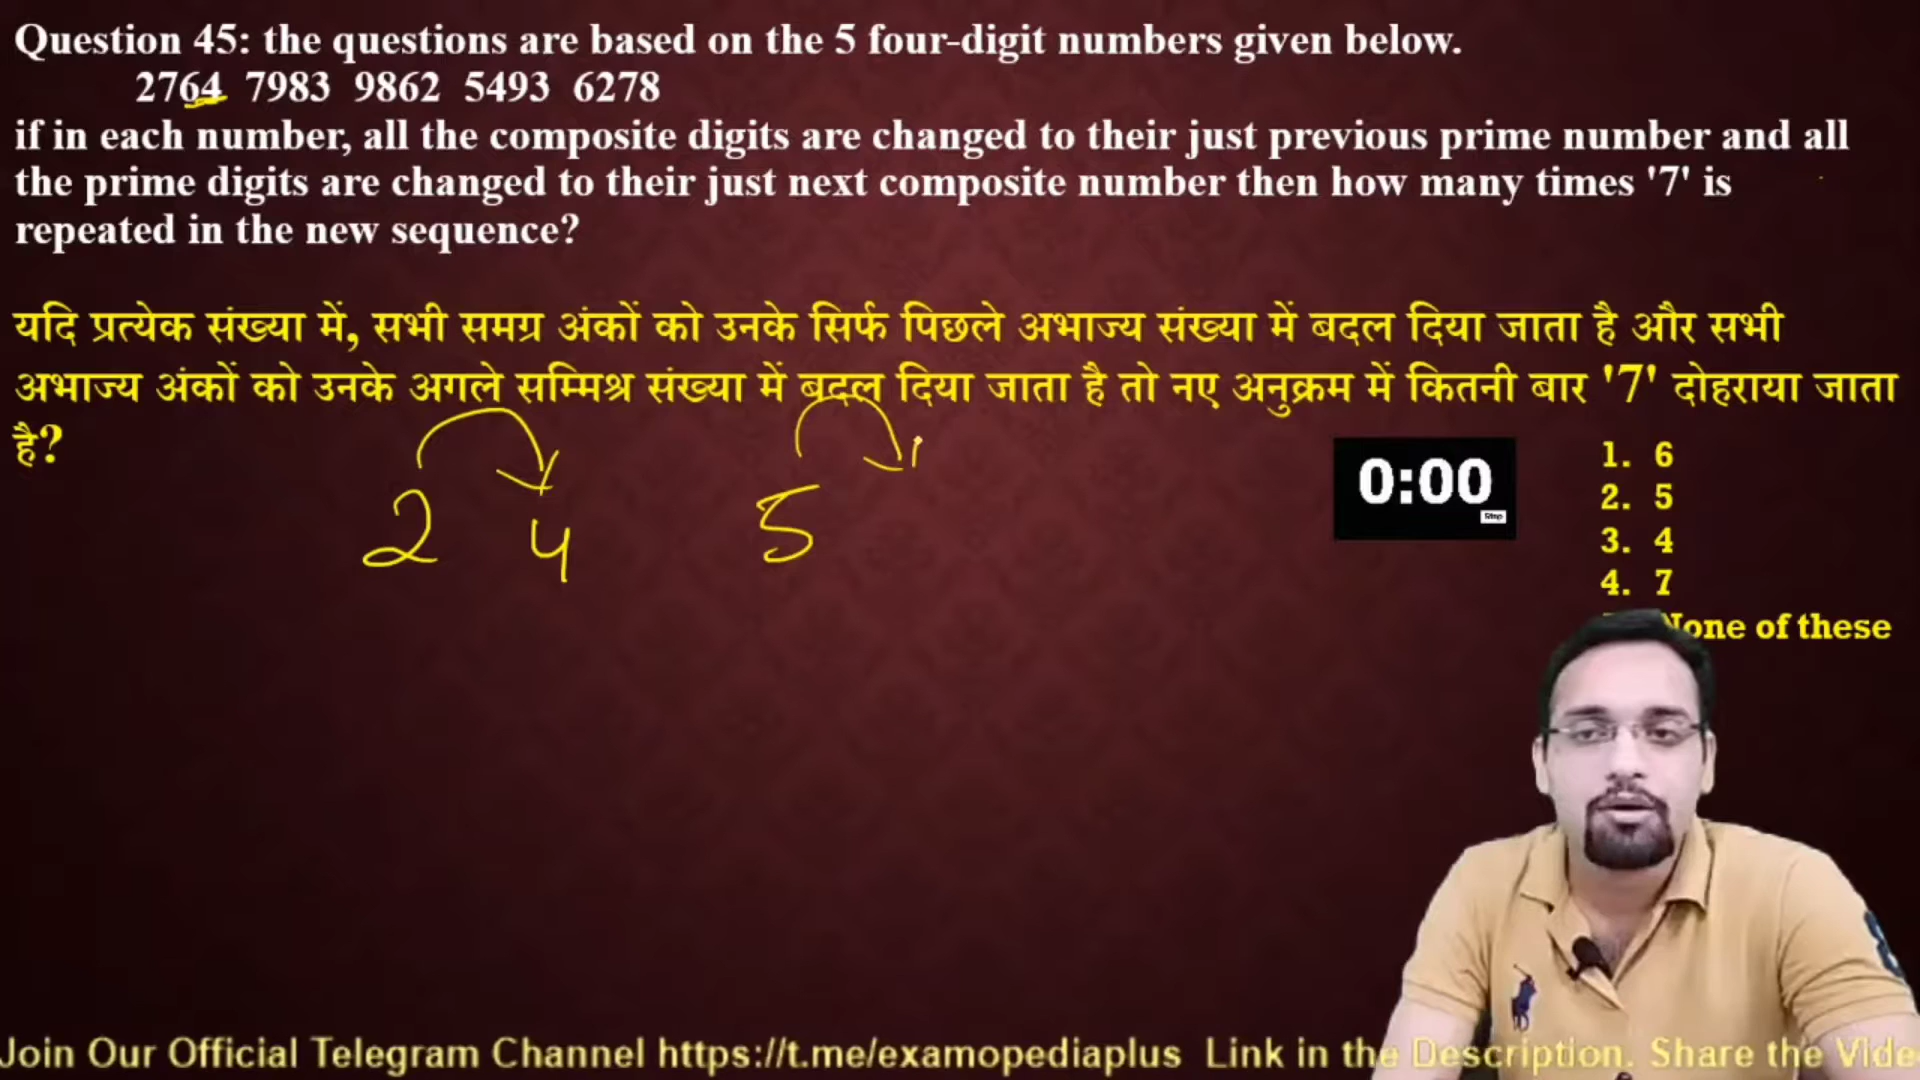 Question 45: the questions are based on the 5 four-digit numbers given below.
2764 7983 9862 5493 6278
if in each number, all the composite digits are changed to their just previous prime number and all
the prime digits are changed to their just next composite number then how many times '7' is
repeated in the new sequence?
यदि प्रत्येक संख्या में, सभी समग्र अंकों को उनके सिर्फ पिछले अभाज्य संख्या में बदल दिया जाता है और सभी
अभाज्य अंकों को उनके अगले सम्मिश्र संख्या में बदल दिया जाता है तो नए अनुक्रम में कितनी बार '7' दोहराया जाता
है?
2 4 5
0:00
Stop
1. 6
2. 5
3. 4
4. 7
None of these
Join Our Official Telegram Channel https://t.me/examopediaplus Link in the Description. Share the Vide